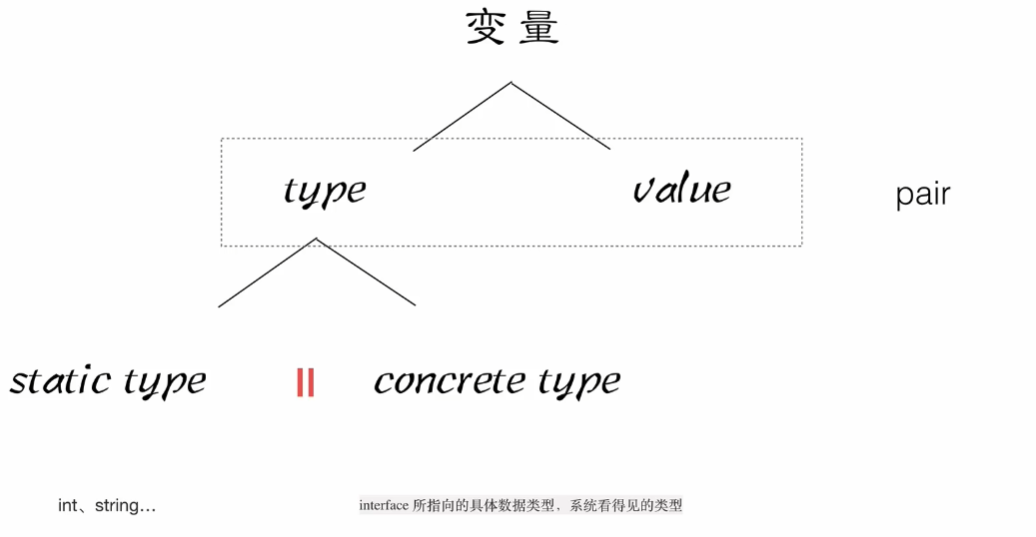 变量
type value pair
static type || concrete type
int、string... interface 所指向的具体数据类型，系统看得见的类型